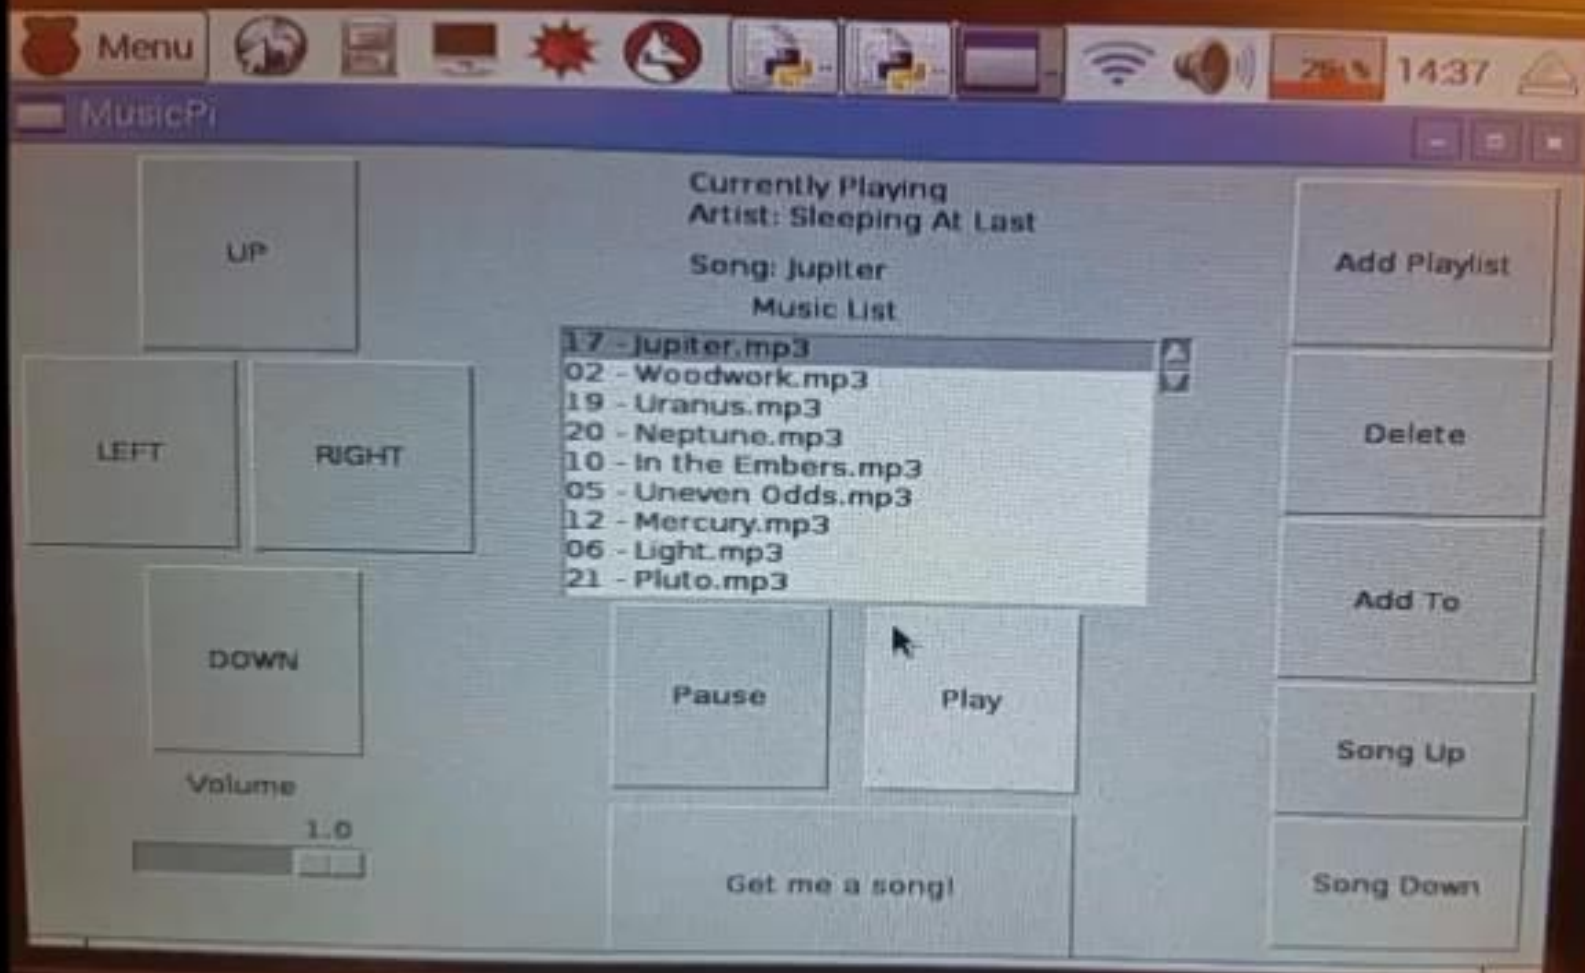 Menu
14:37
MusicPi
UP
LEFT
RIGHT
DOWN
Volume
1.0
Currently Playing
Artist: Sleeping At Last
Song: Jupiter
Music List
17 - Jupiter.mp3
02 - Woodwork.mp3
19 - Uranus.mp3
20 - Neptune.mp3
10 - In the Embers.mp3
05 - Uneven Odds.mp3
12 - Mercury.mp3
06 - Light.mp3
21 - Pluto.mp3
Pause
Play
Get me a song!
Add Playlist
Delete
Add To
Song Up
Song Down